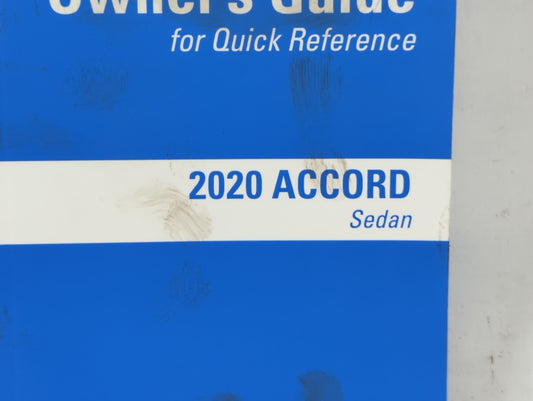 Owner's Guide
for Quick Reference
2020 ACCORD
Sedan